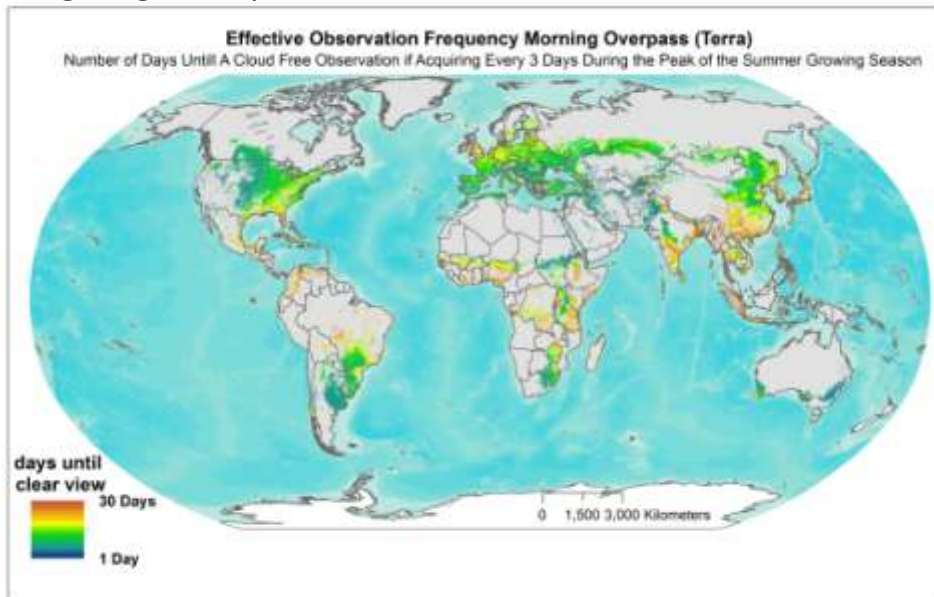 Effective Observation Frequency Morning Overpass (Terra)
Number of Days Untill A Cloud Free Observation if Acquiring Every 3 Days During the Peak of the Summer Growing Season
days until
clear view
30 Days
1 Day
0 1,500 3,000 Kilometers